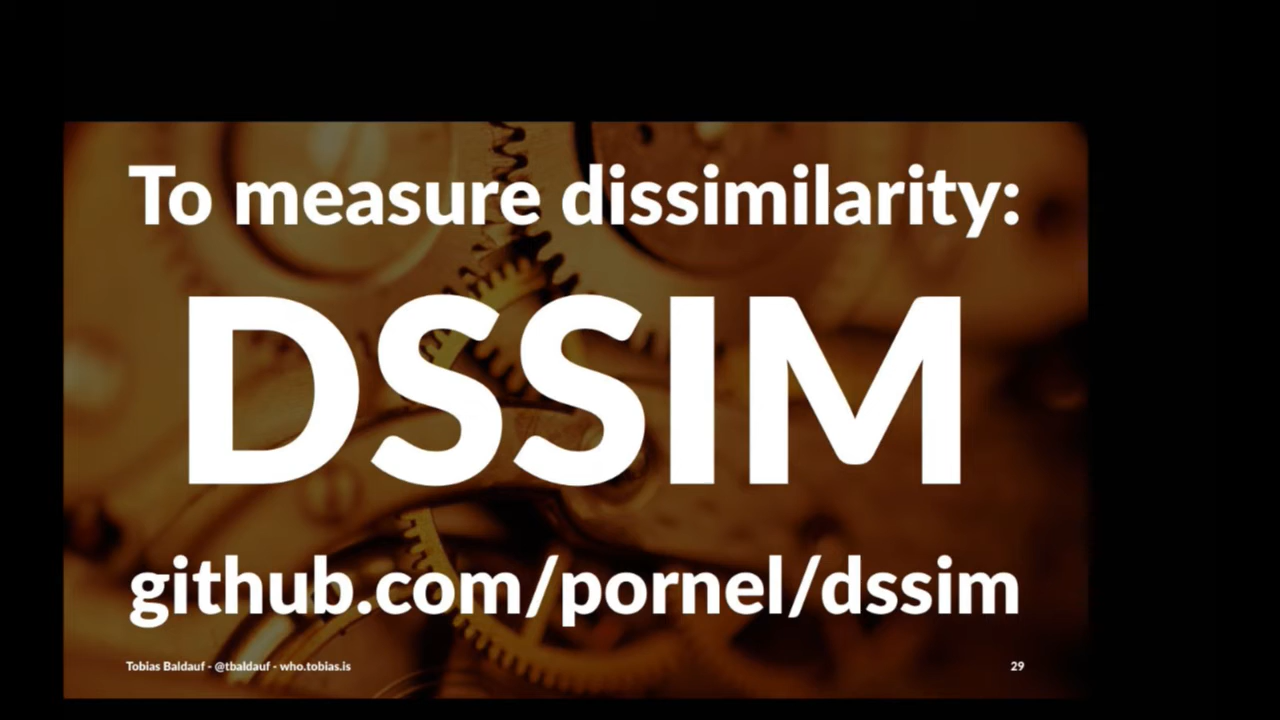 To measure dissimilarity:
DSSIM
github.com/pornel/dssim
Tobias Baldauf - @tbaldauf - who.tobias.is
29